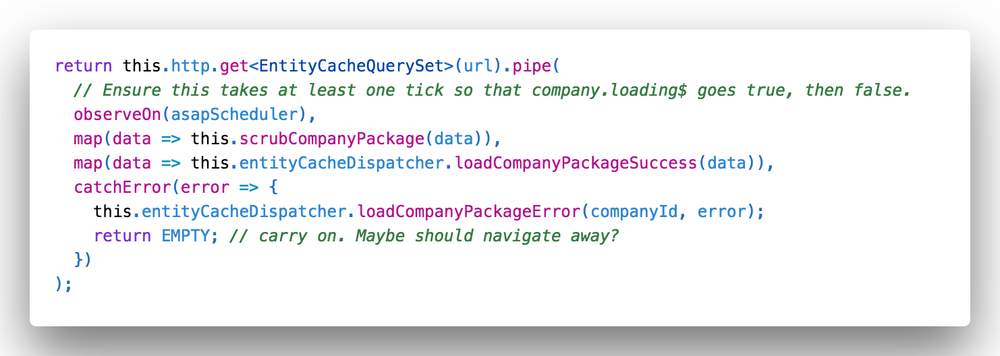 return this.http.get<EntityCacheQuerySet>(url).pipe(
  // Ensure this takes at least one tick so that company.loading$ goes true, then false.
  observeOn(asapScheduler),
  map(data => this.scrubCompanyPackage(data)),
  map(data => this.entityCacheDispatcher.loadCompanyPackageSuccess(data)),
  catchError(error => {
    this.entityCacheDispatcher.loadCompanyPackageError(companyId, error);
    return EMPTY; // carry on. Maybe should navigate away?
  })
);